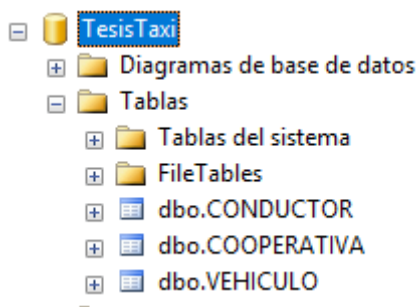 TesisTaxi
Diagramas de base de datos
Tablas
Tablas del sistema
FileTables
dbo.CONDUCTOR
dbo.COOPERATIVA
dbo.VEHICULO